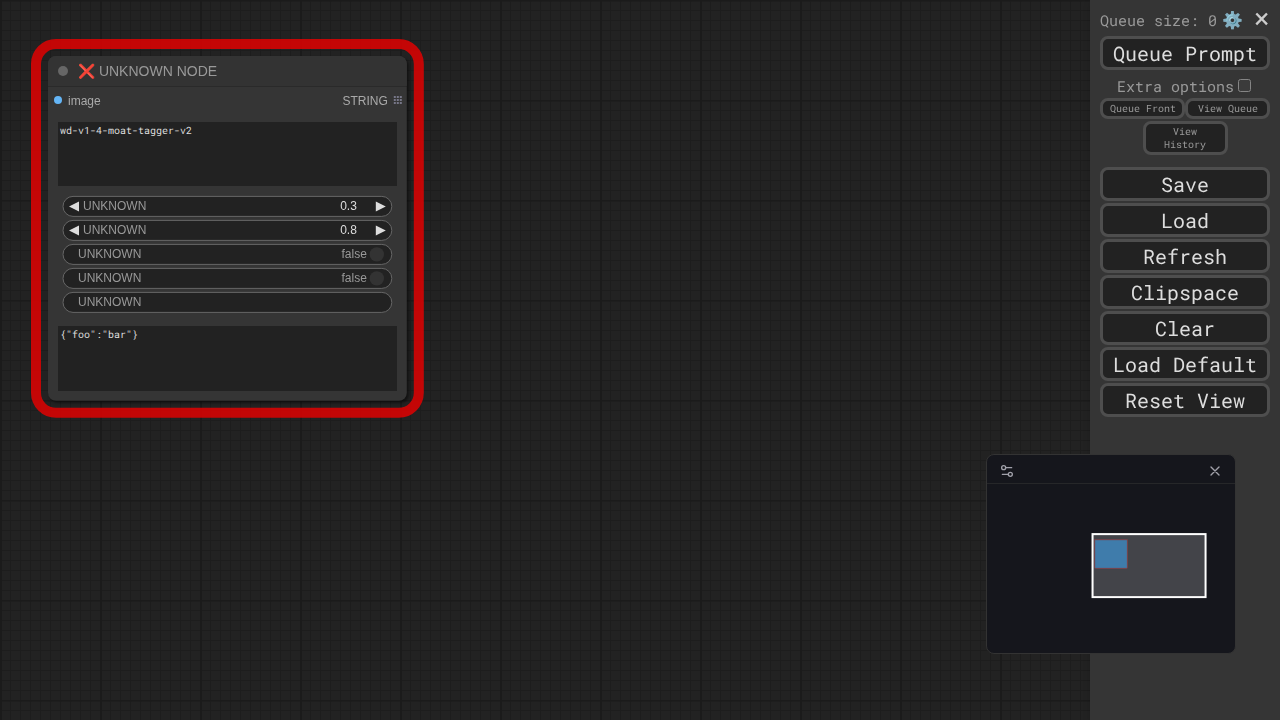 ❌ UNKNOWN NODE
image STRING
wd-v1-4-moat-tagger-v2
UNKNOWN 0.3
UNKNOWN 0.8
UNKNOWN false
UNKNOWN false
UNKNOWN
{"foo":"bar"}
Queue size: 0
Queue Prompt
Extra options
Queue Front View Queue
View
History
Save
Load
Refresh
Clipspace
Clear
Load Default
Reset View